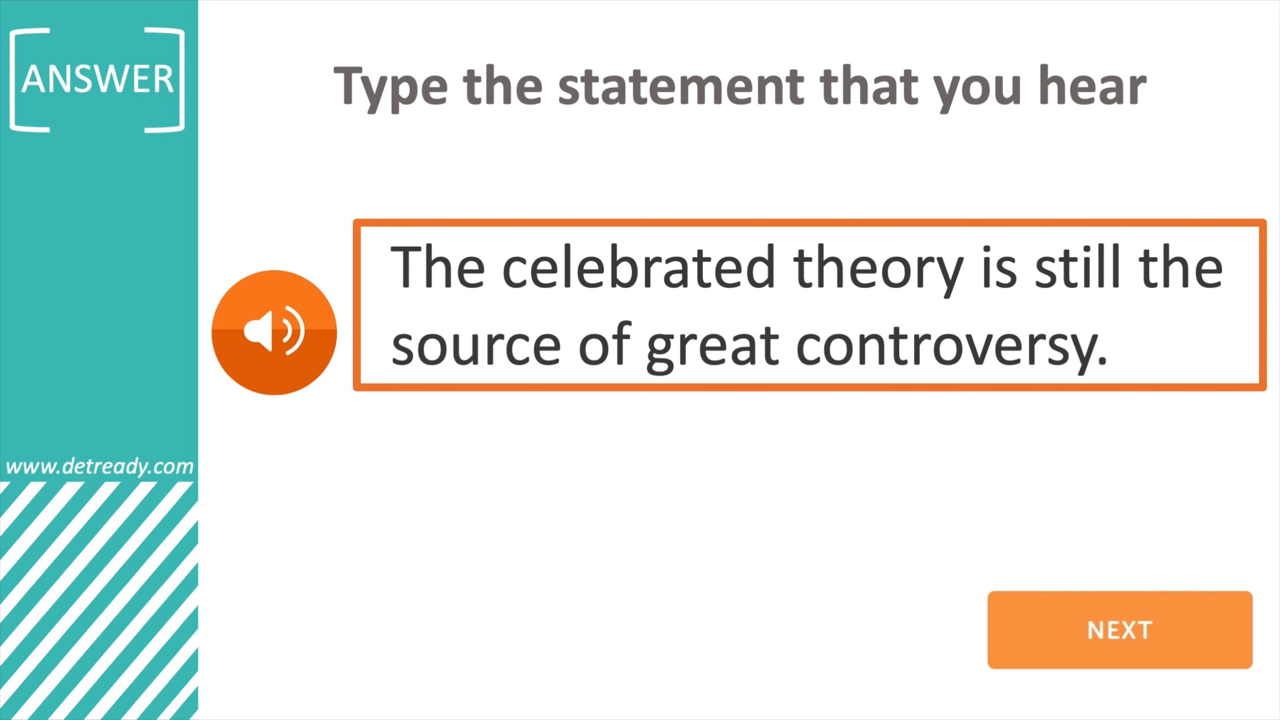 ANSWER
Type the statement that you hear
The celebrated theory is still the
source of great controversy.
www.detready.com
NEXT